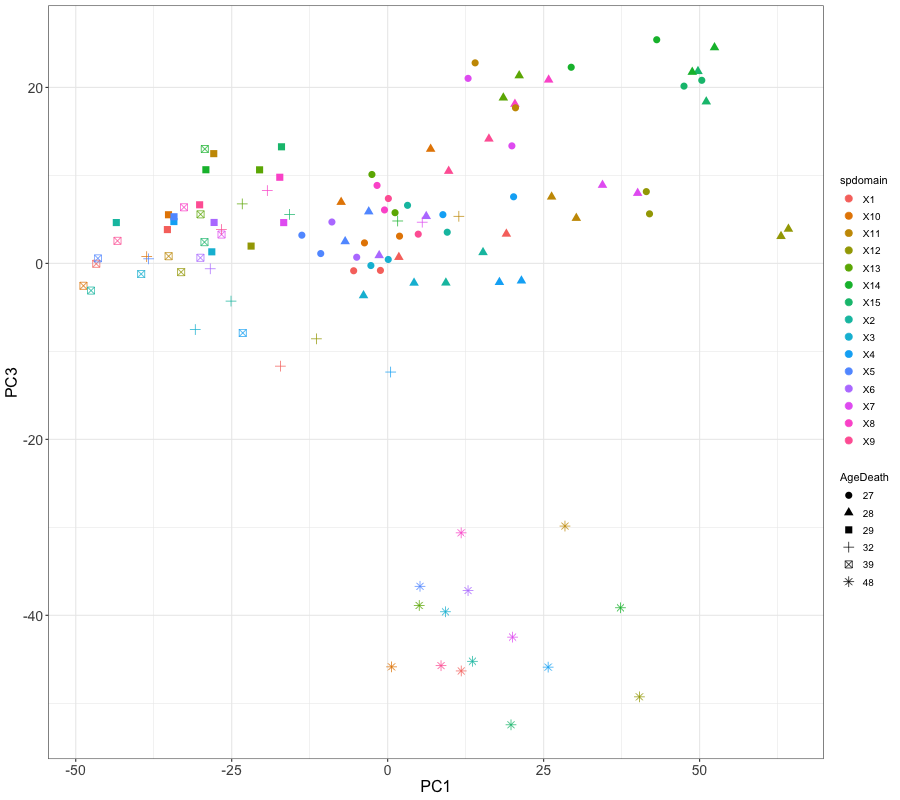 20
0
-20
-40
PC3
-50 -25 0 25 50
PC1
spdomain
X1
X10
X11
X12
X13
X14
X15
X2
X3
X4
X5
X6
X7
X8
X9
AgeDeath
27
28
29
32
39
48